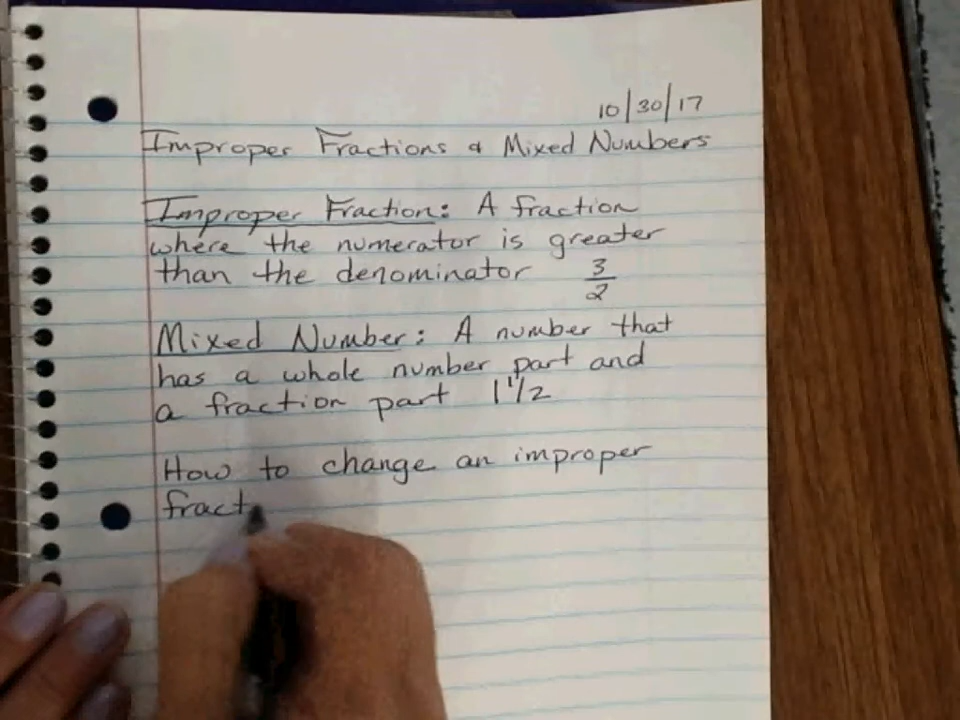 10/30/17
Improper Fractions & Mixed Numbers
Improper Fraction: A fraction
where the numerator is greater
than the denominator 3/2
Mixed Number: A number that
has a whole number part and
a fraction part 1 1/2
How to change an improper
fract